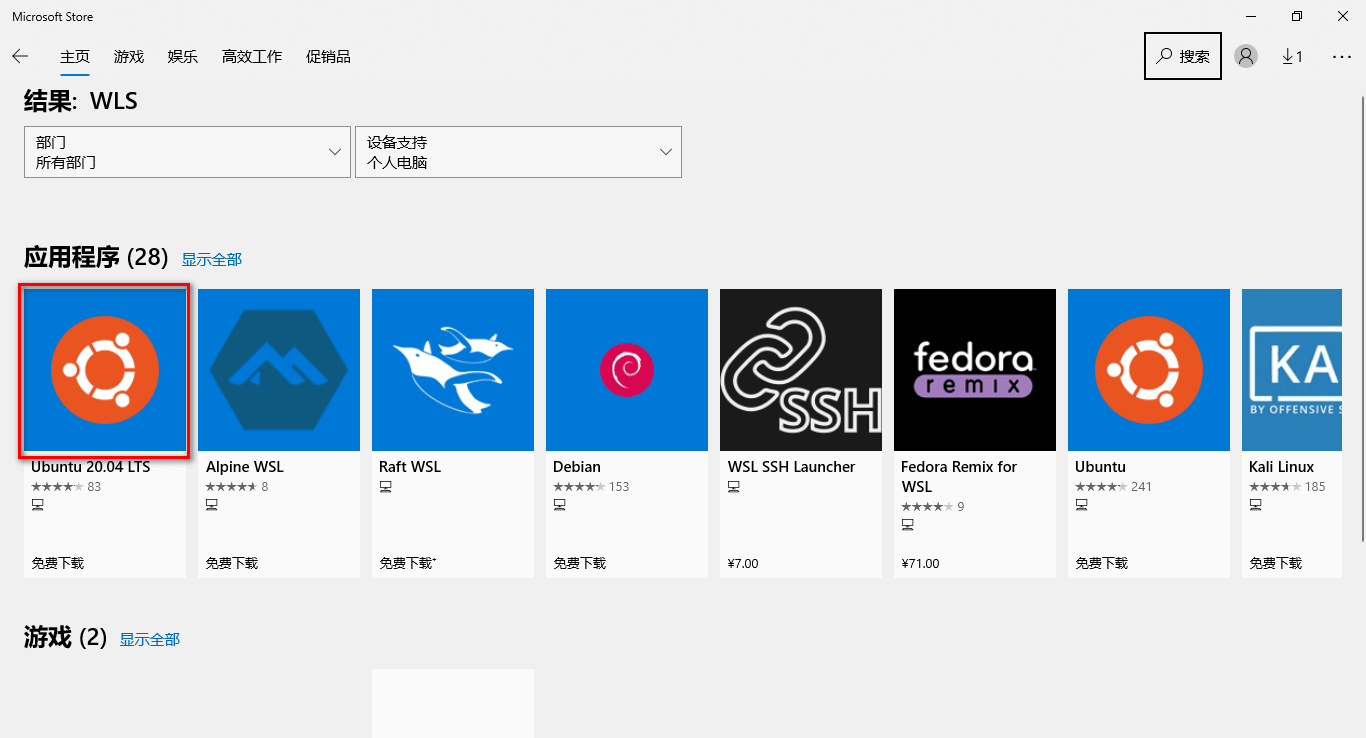 Microsoft Store
主页 游戏 娱乐 高效工作 促销品 搜索 1
结果: WLS
部门
所有部门
设备支持
个人电脑
应用程序 (28) 显示全部
SSH
fedora
remix
KA
BY OFFENSIVE S
Ubuntu 20.04 LTS
83
免费下载
Alpine WSL
8
免费下载
Raft WSL
免费下载+
Debian
153
免费下载
WSL SSH Launcher
¥7.00
Fedora Remix for
WSL
9
¥71.00
Ubuntu
241
免费下载
Kali Linux
185
免费下载
游戏 (2) 显示全部